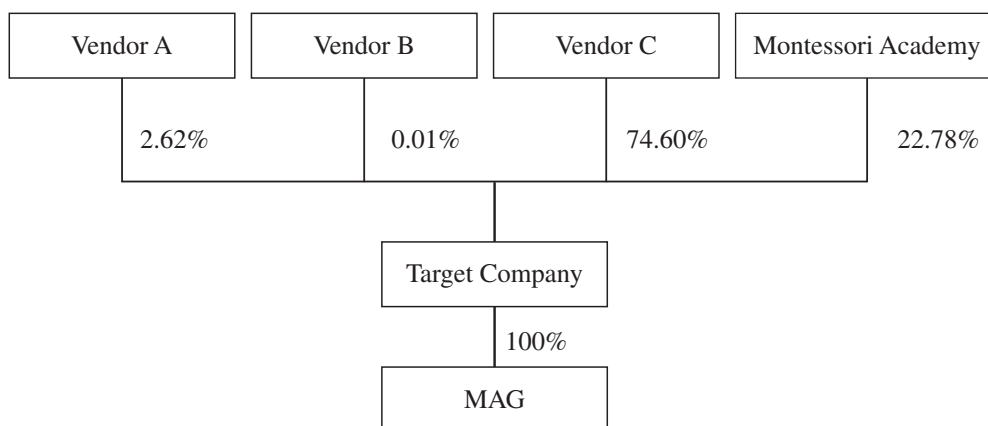 Vendor A
Vendor B
Vendor C
Montessori Academy
2.62%
0.01%
74.60%
22.78%
Target Company
100%
MAG